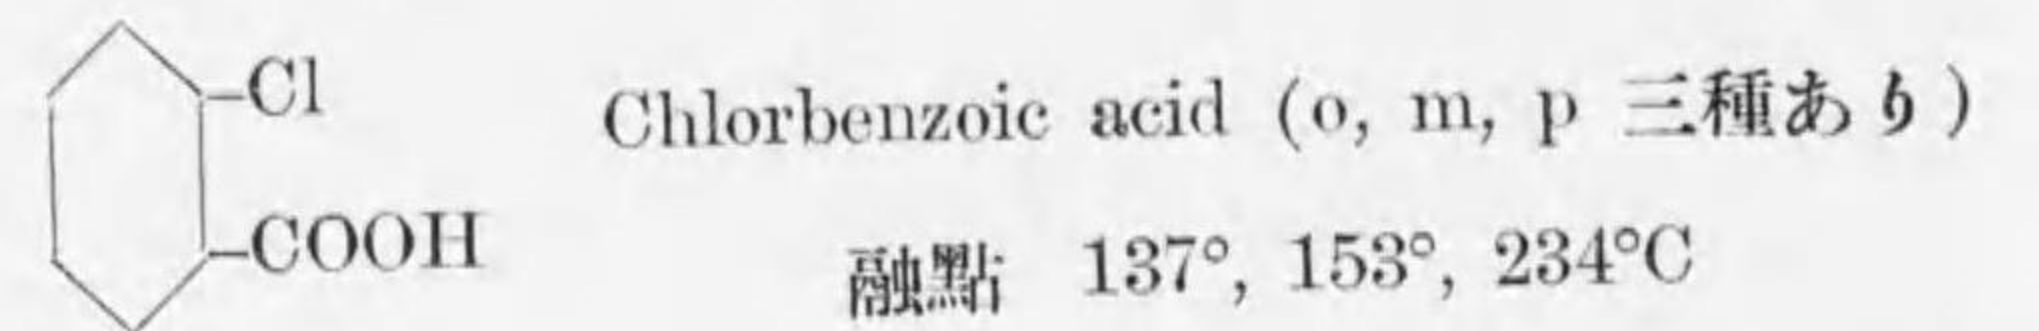 -Cl
Chlorbenzoic acid (o, m, p 三種あり)
-COOH
融點 137°, 153°, 234°C